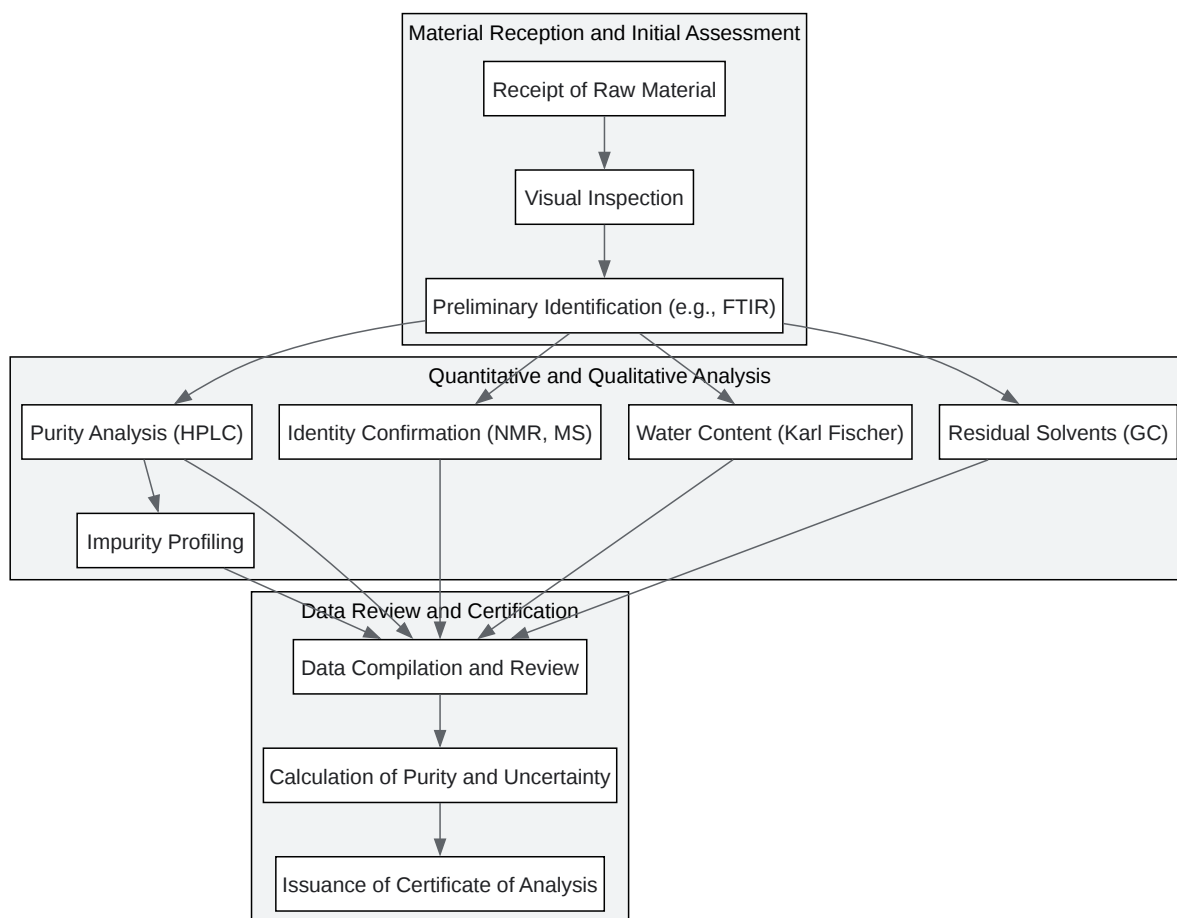 Material Reception and Initial Assessment
Receipt of Raw Material
Visual Inspection
Preliminary Identification (e.g., FTIR)
Quantitative and Qualitative Analysis
Purity Analysis (HPLC)
Identity Confirmation (NMR, MS)
Water Content (Karl Fischer)
Residual Solvents (GC)
Impurity Profiling
Data Review and Certification
Data Compilation and Review
Calculation of Purity and Uncertainty
Issuance of Certificate of Analysis